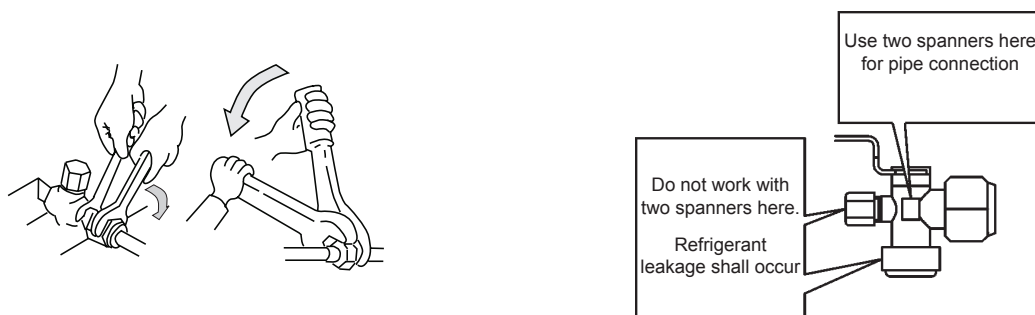 Use two spanners here
for pipe connection
Do not work with
two spanners here.
Refrigerant
leakage shall occur